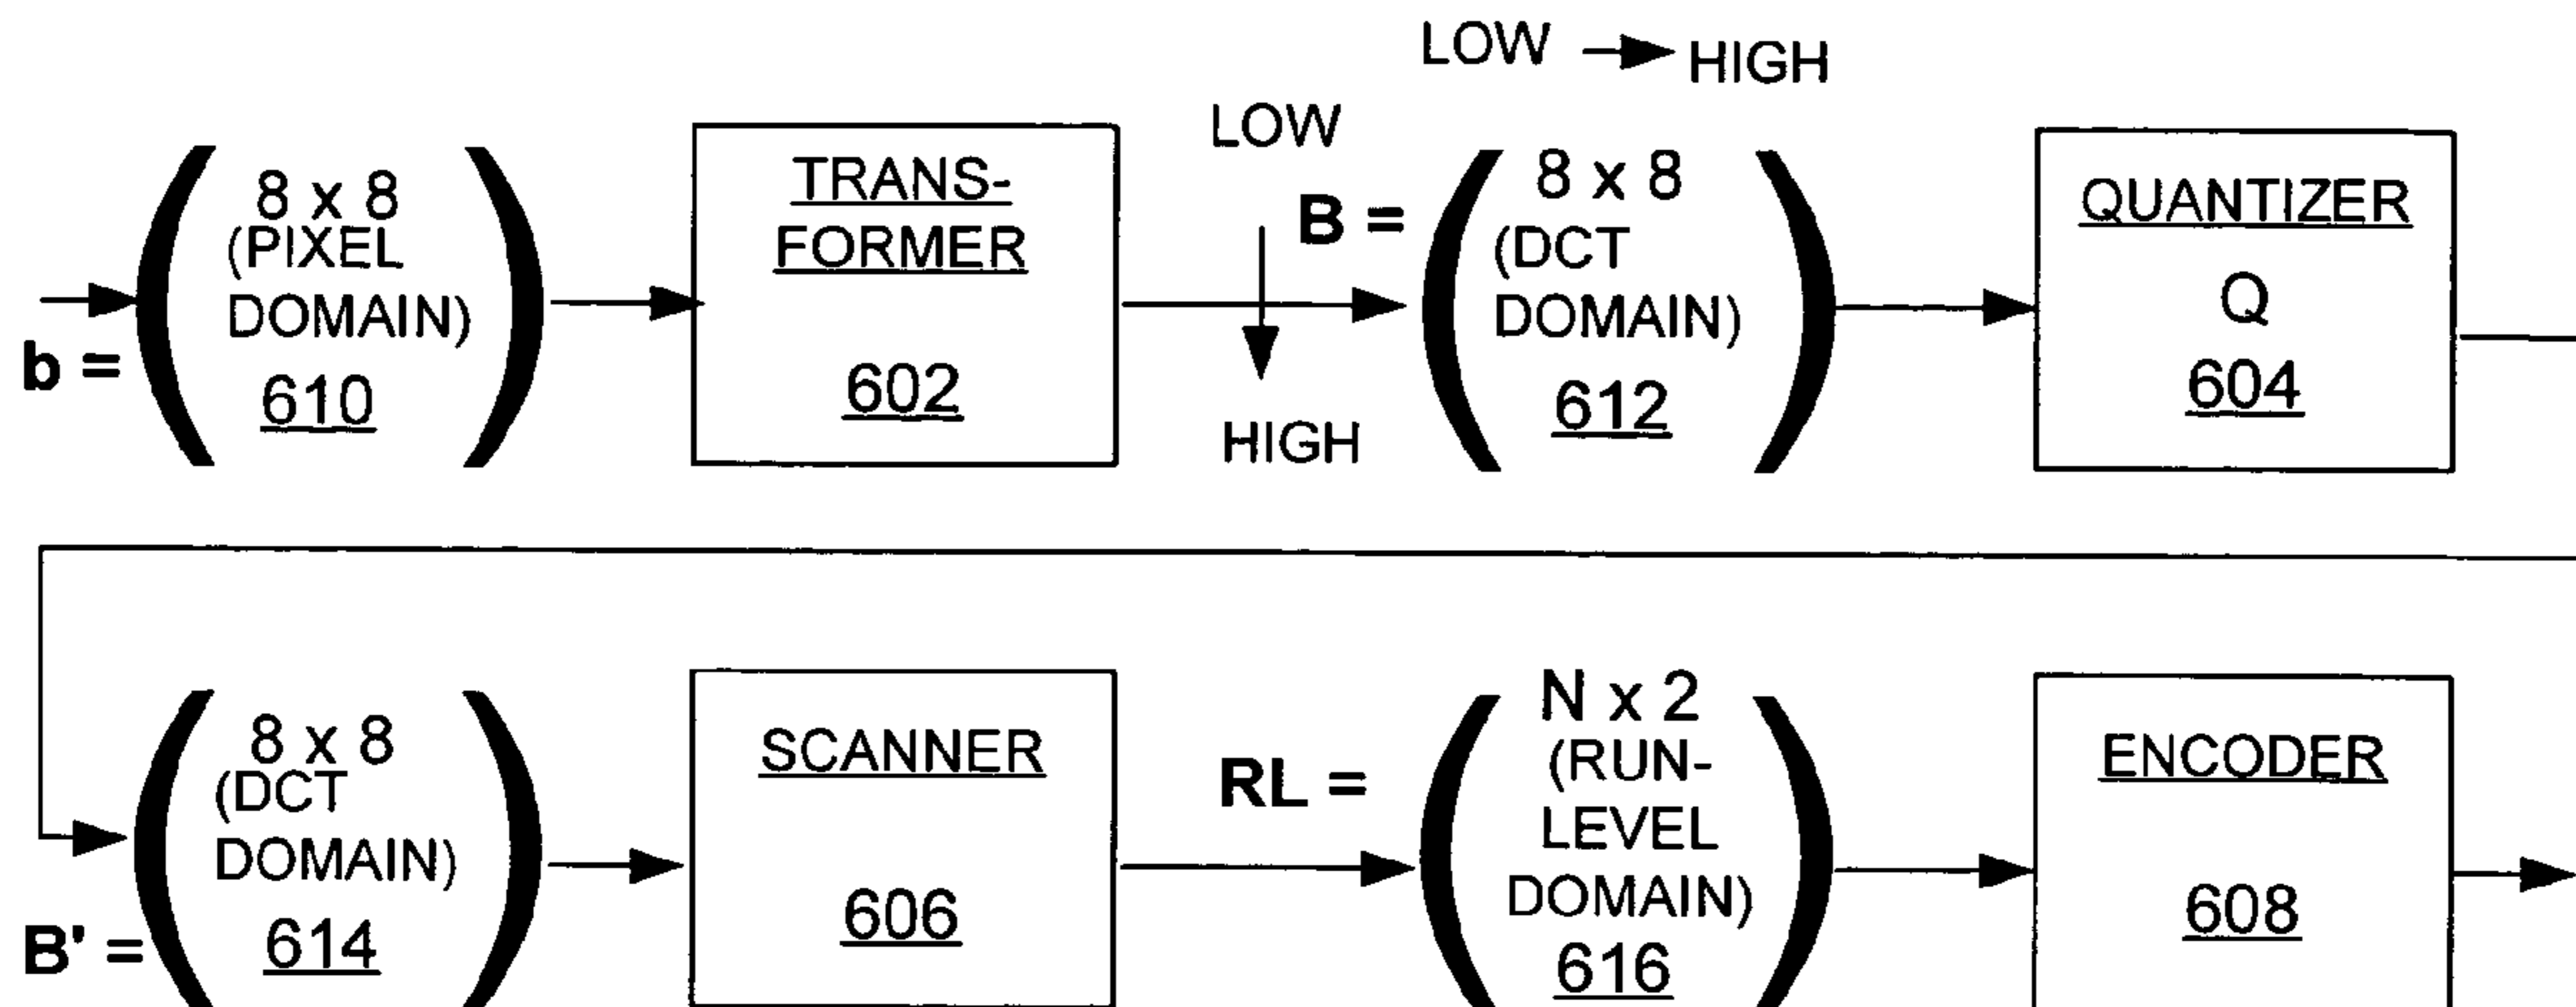 LOW HIGH
b =
8 x 8
(PIXEL
DOMAIN)
610
TRANS-
FORMER
602
LOW
HIGH
B =
8 x 8
(DCT
DOMAIN)
612
QUANTIZER
Q
604
B' =
8 x 8
(DCT
DOMAIN)
614
SCANNER
606
RL =
N x 2
(RUN-
LEVEL
DOMAIN)
616
ENCODER
608